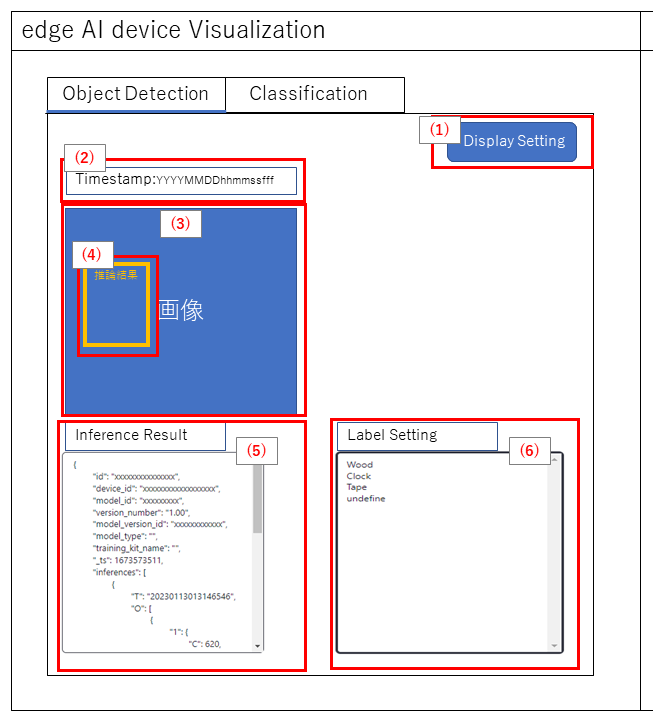 edge AI device Visualization
Object Detection
Classification
(1)
Display Setting
(2)
Timestamp:YYYYMMDDhhmmssfff
(3)
(4)
推論結果
画像
Inference Result
(5)
{
"id": "xxxxxxxxxxxxxxx",
"device_id": "xxxxxxxxxxxxxxxxxx",
"model_id": "xxxxxxxxx",
"version_number": "1.00",
"model_version_id": "xxxxxxxxxxxx",
"model_type": "",
"training_kit_name": "",
"_ts": 1673573511,
"inferences": [
{
"T": "20230113013146546",
"O": [
{
"1": {
"C": 620,
Label Setting
(6)
Wood
Clock
Tape
undefine